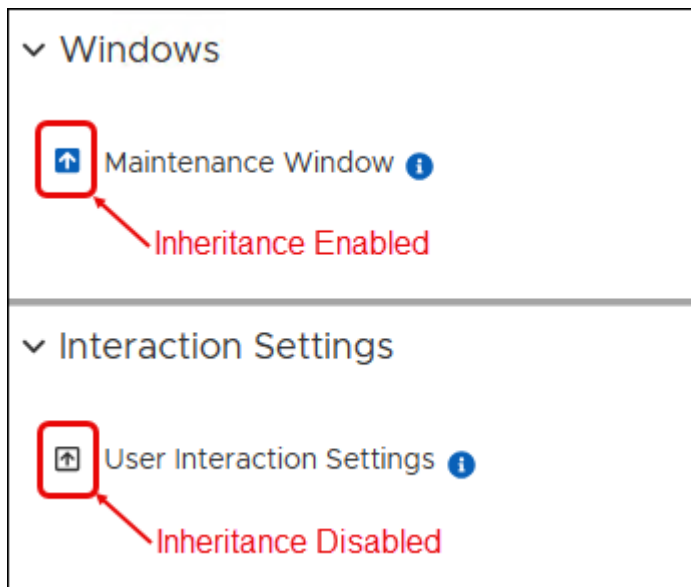 Windows
Maintenance Window
Inheritance Enabled
Interaction Settings
User Interaction Settings
Inheritance Disabled